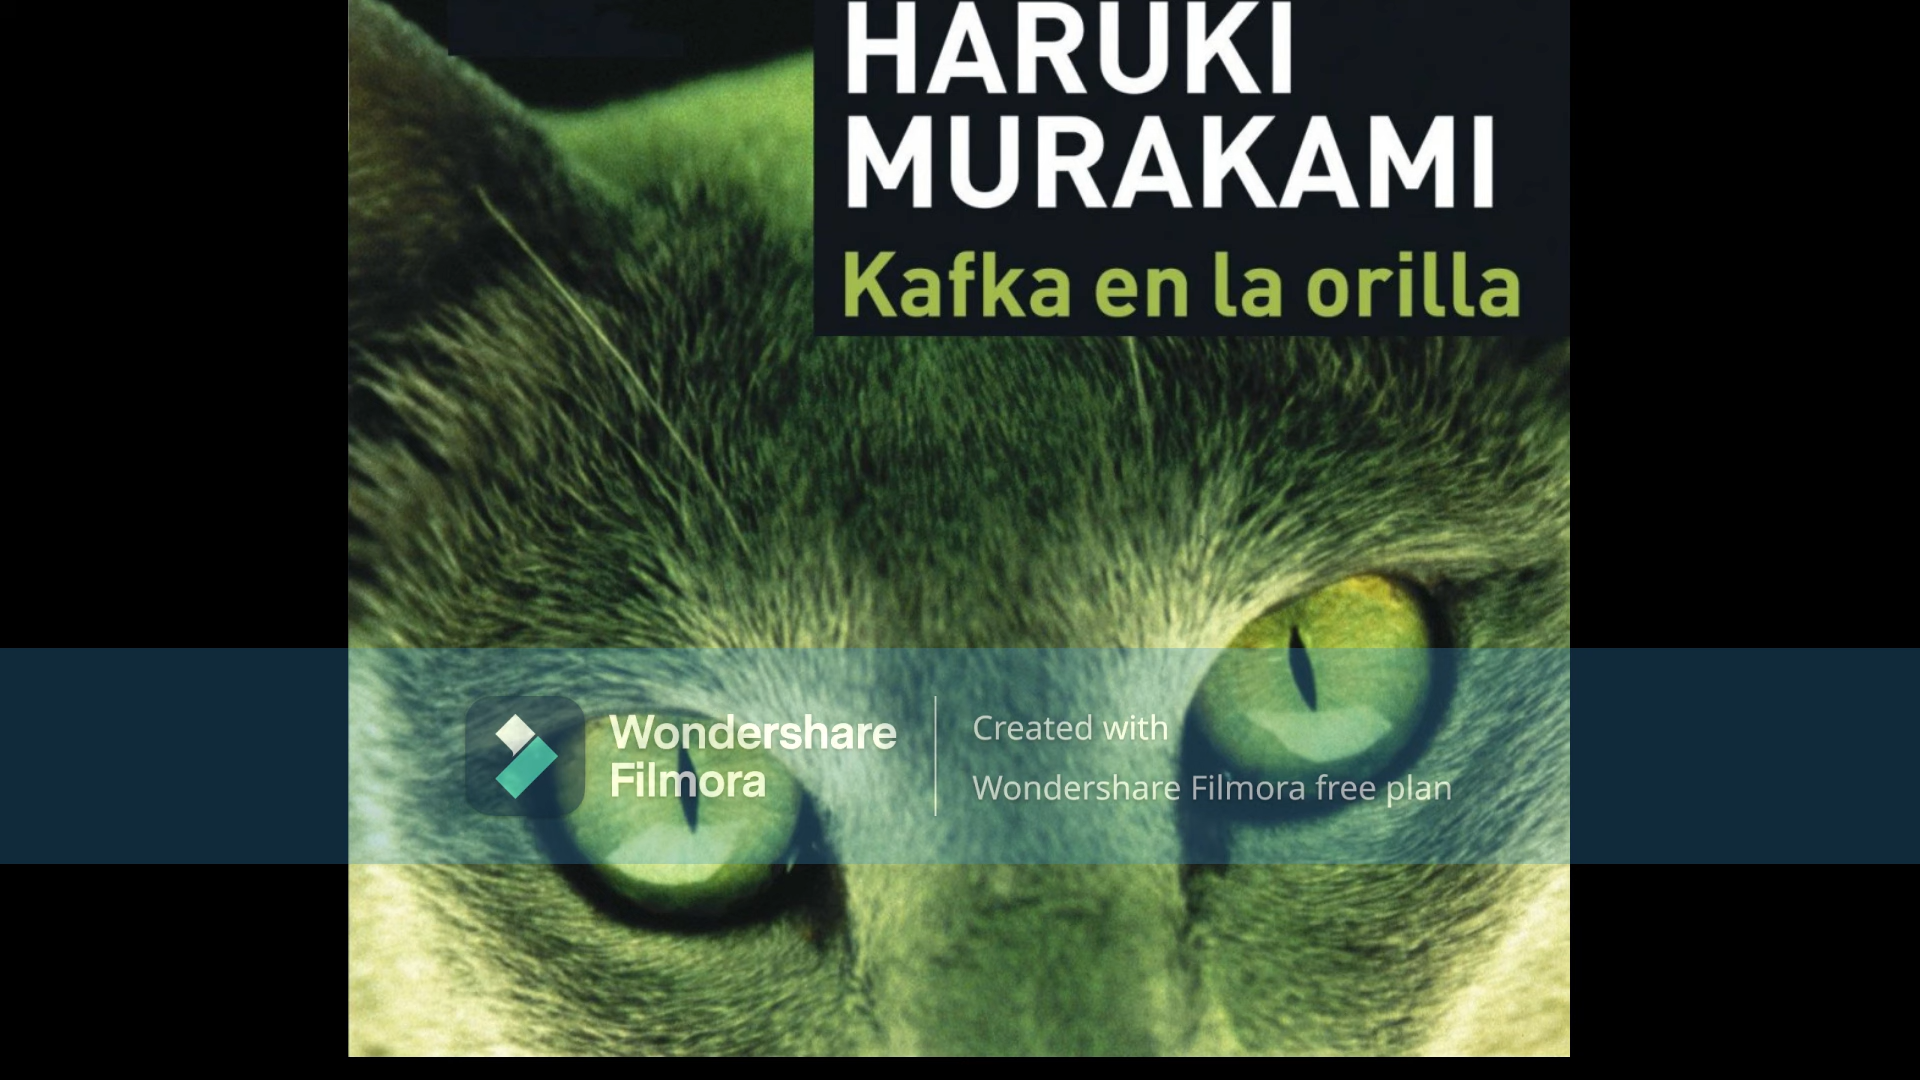 HARUKI
MURAKAMI
Kafka en la orilla
Wondershare
Filmora
Created with
Wondershare Filmora free plan